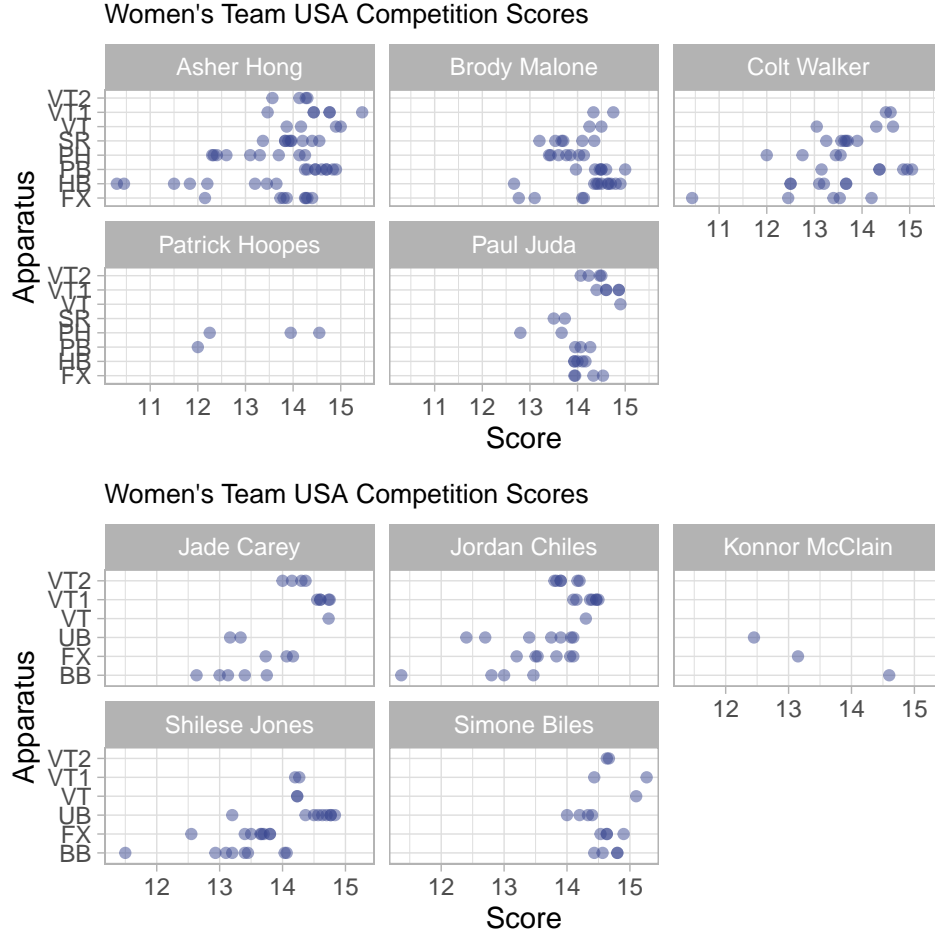 Women's Team USA Competition Scores
Asher Hong
Brody Malone
Colt Walker
VT2
VT1
VT
SR
PH
PB
HB
FX
11 12 13 14 15
Patrick Hoopes
Paul Juda
VT2
VT1
VT
SR
PH
PB
HB
FX
Apparatus
11 12 13 14 15
11 12 13 14 15
Score
Women's Team USA Competition Scores
Jade Carey
Jordan Chiles
Konnor McClain
VT2
VT1
VT
UB
FX
BB
12 13 14 15
Shilese Jones
Simone Biles
VT2
VT1
VT
UB
FX
BB
Apparatus
12 13 14 15
12 13 14 15
Score